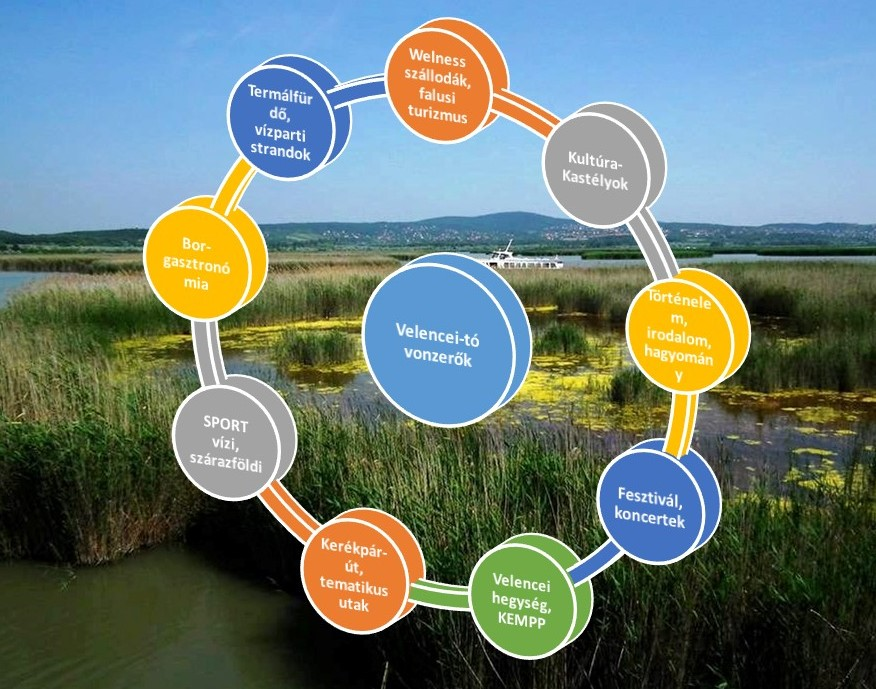 Welness
szállodák,
falusi
turizmus
Kultúra-
Kastélyok
Történele
m,
irodalom,
hagyomán
y
Fesztivál,
koncertek
Velencei
hegység,
KEMPP
Kerékpár-
út,
tematikus
utak
SPORT
vízi,
szárazföldi
Bor-
gasztronó
mia
Termálfür
dő,
vízparti
strandok
Velencei-tó
vonzerők